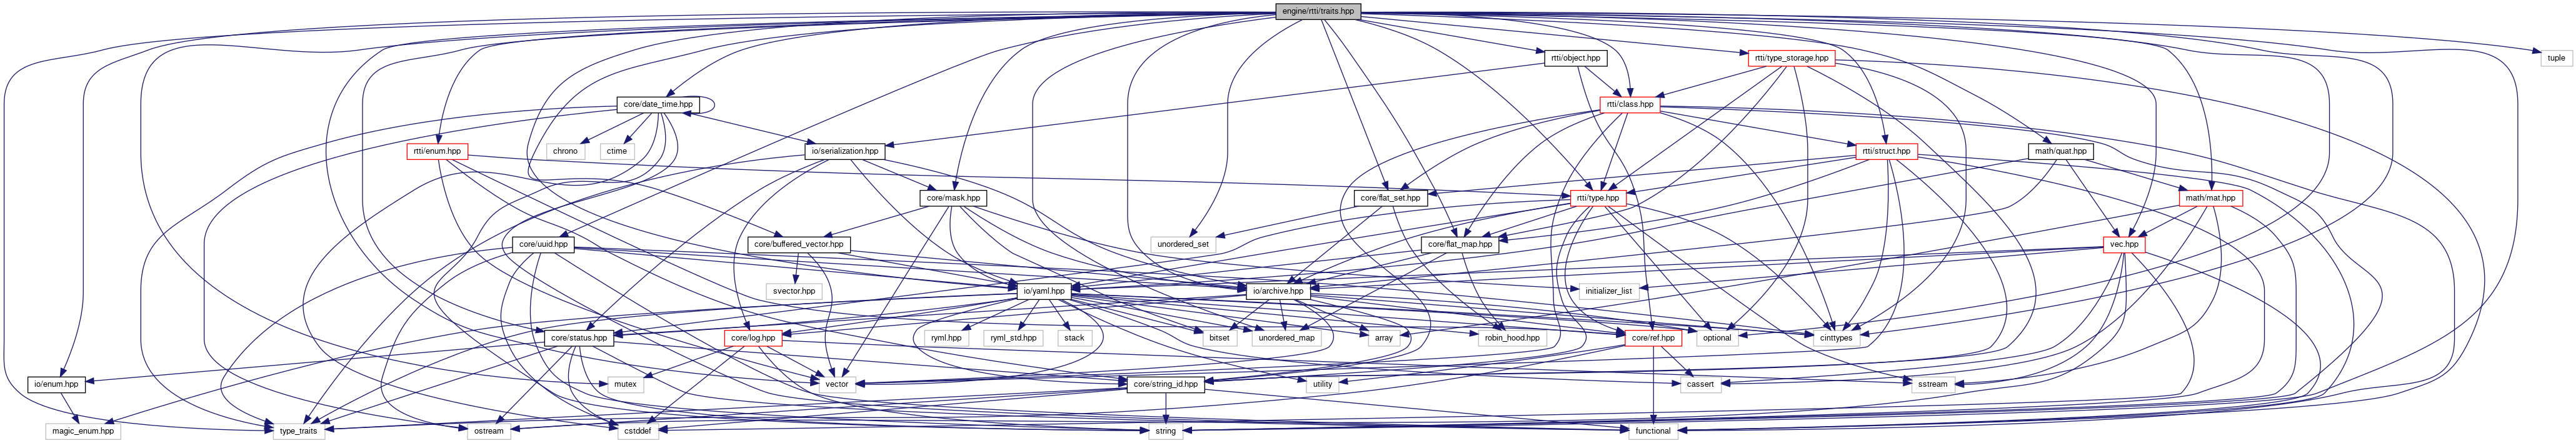 engine/rtti/traits.hpp
rtti/object.hpp
rtti/type_storage.hpp
tuple
core/date_time.hpp
rtti/class.hpp
chrono
ctime
rtti/enum.hpp
io/serialization.hpp
rtti/struct.hpp
math/quat.hpp
core/mask.hpp
core/flat_set.hpp
rtti/type.hpp
math/mat.hpp
core/uuid.hpp
core/buffered_vector.hpp
unordered_set
core/flat_map.hpp
vec.hpp
svector.hpp
io/yaml.hpp
io/archive.hpp
initializer_list
core/status.hpp
core/log.hpp
ryml.hpp
ryml_std.hpp
stack
bitset
unordered_map
array
robin_hood.hpp
core/ref.hpp
optional
cinttypes
io/enum.hpp
mutex
vector
core/string_id.hpp
utility
cassert
sstream
magic_enum.hpp
type_traits
ostream
cstddef
string
functional